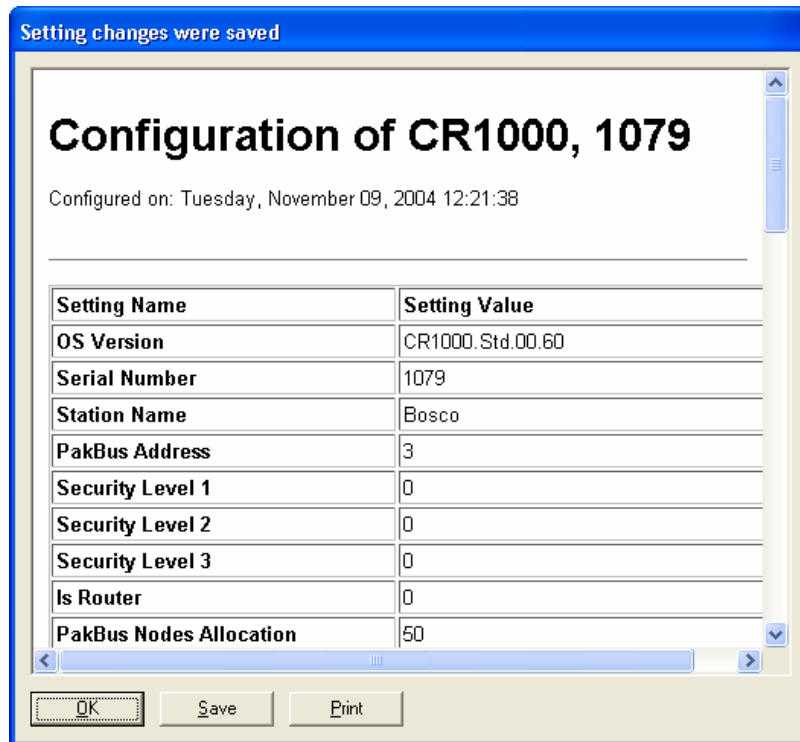 Setting changes were saved
Configuration of CR1000, 1079
Configured on: Tuesday, November 09, 2004 12:21:38
Setting Name Setting Value
OS Version CR1000.Std.00.60
Serial Number 1079
Station Name Bosco
PakBus Address 3
Security Level 1 0
Security Level 2 0
Security Level 3 0
Is Router 0
PakBus Nodes Allocation 50
OK Save Print